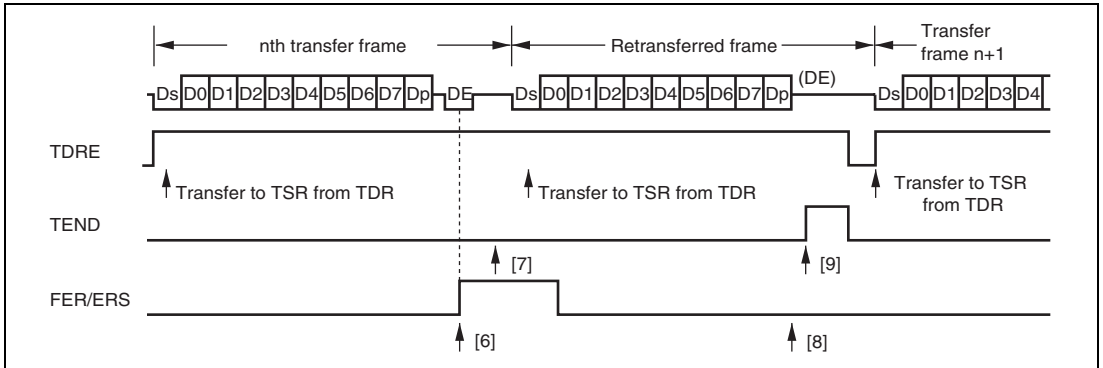 nth transfer frame
Retransferred frame
Transfer
frame n+1
Ds D0 D1 D2 D3 D4 D5 D6 D7 Dp DE
Ds D0 D1 D2 D3 D4 D5 D6 D7 Dp (DE)
Ds D0 D1 D2 D3 D4
TDRE
Transfer to TSR from TDR
Transfer to TSR from TDR
Transfer to TSR
from TDR
TEND
[7]
[9]
FER/ERS
[6]
[8]